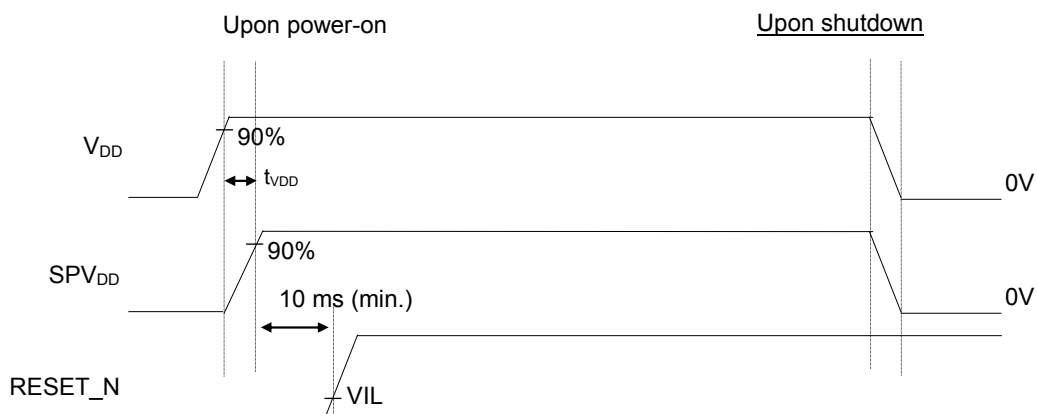 Upon power-on
Upon shutdown
90%
VDD
tVDD
0V
90%
SPVDD
10 ms (min.)
0V
RESET_N
VIL